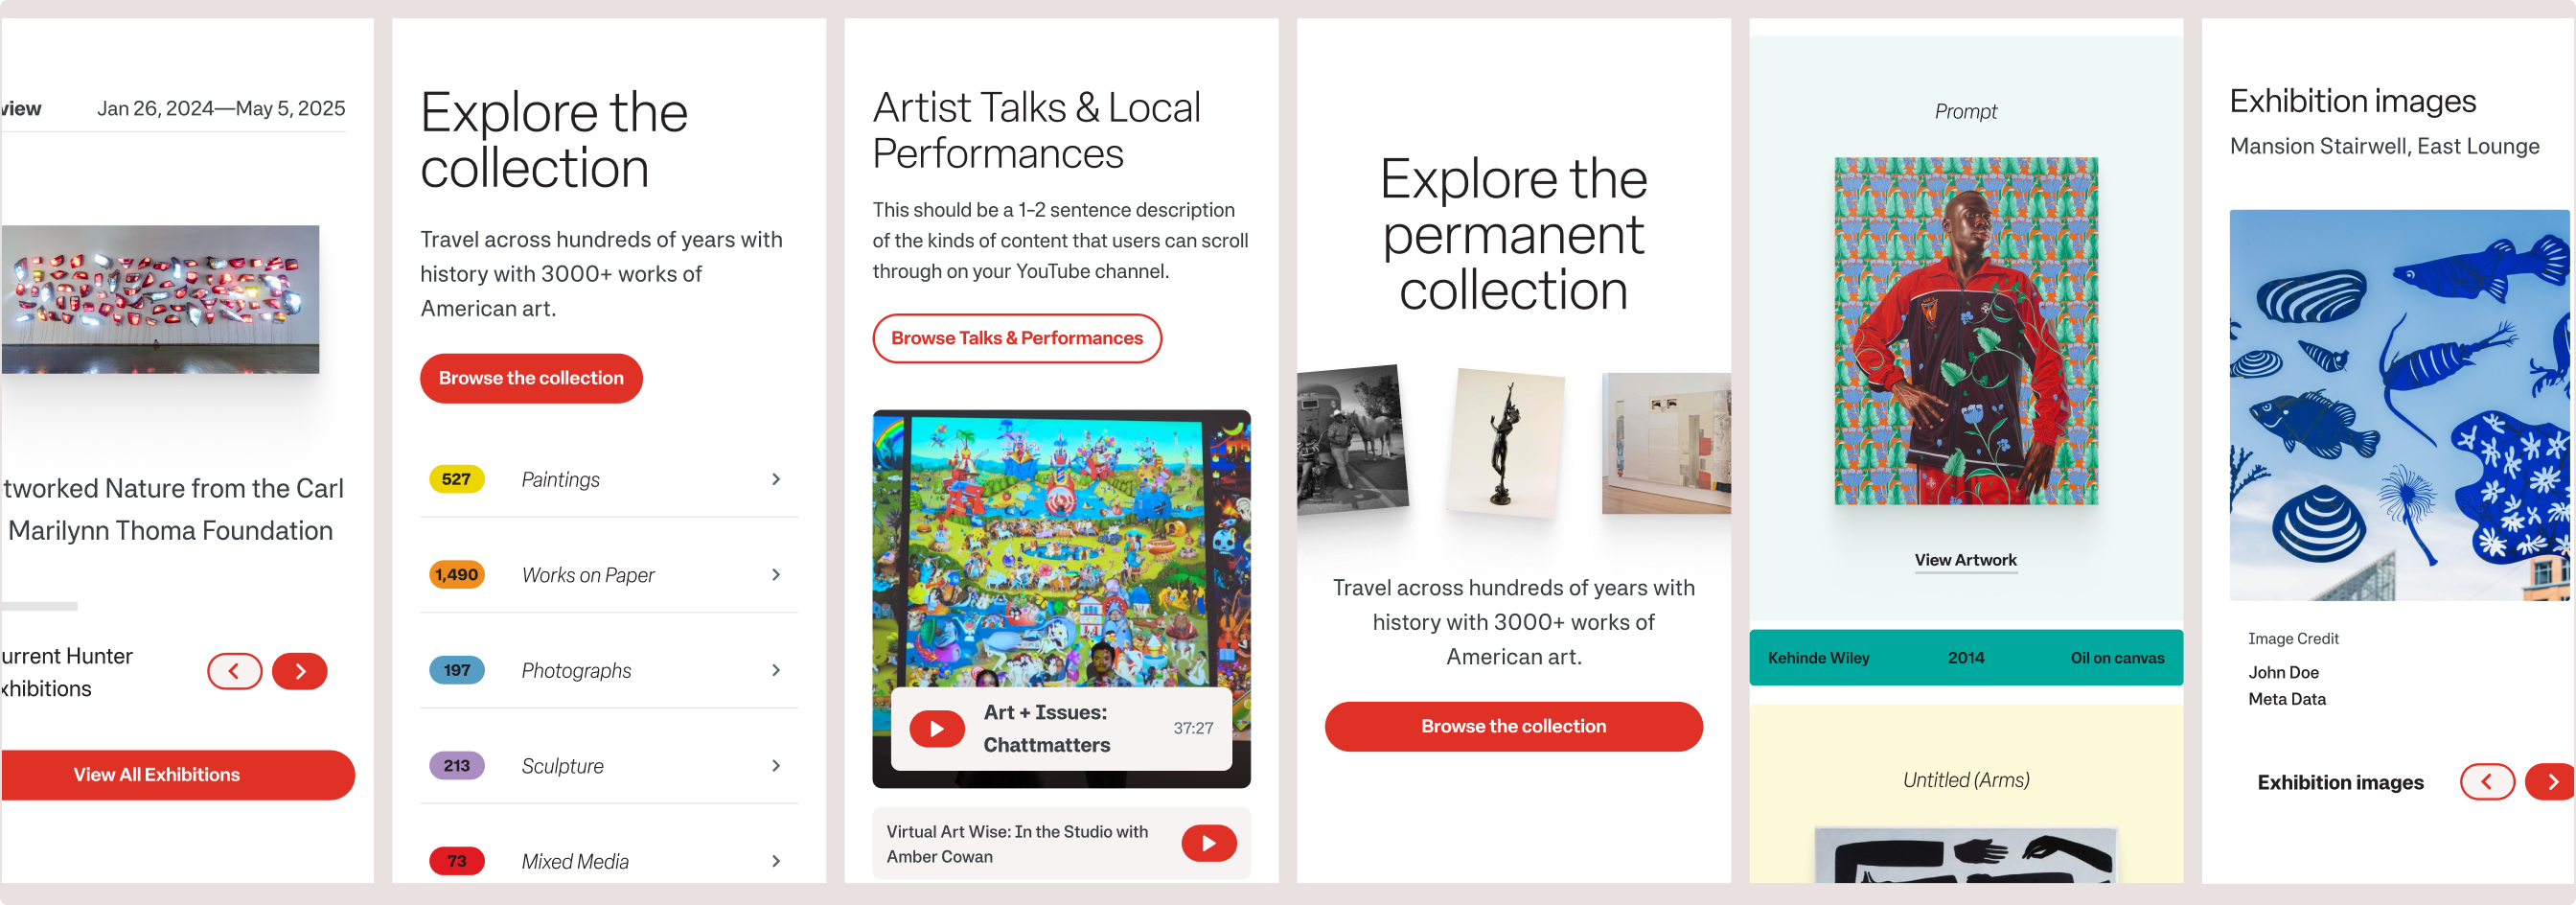 view
Jan 26, 2024—May 5, 2025
tworked Nature from the Carl
Marilynn Thoma Foundation
urrent Hunter
xhibitions
View All Exhibitions
Explore the
collection
Travel across hundreds of years with
history with 3000+ works of
American art.
Browse the collection
527 Paintings
1,490 Works on Paper
197 Photographs
213 Sculpture
73 Mixed Media
Artist Talks & Local
Performances
This should be a 1-2 sentence description
of the kinds of content that users can scroll
through on your YouTube channel.
Browse Talks & Performances
Art + Issues:
Chattmatters
37:27
Virtual Art Wise: In the Studio with
Amber Cowan
Explore the
permanent
collection
Travel across hundreds of years with
history with 3000+ works of
American art.
Browse the collection
Prompt
View Artwork
Kehinde Wiley 2014 Oil on canvas
Untitled (Arms)
Exhibition images
Mansion Stairwell, East Lounge
Image Credit
John Doe
Meta Data
Exhibition images